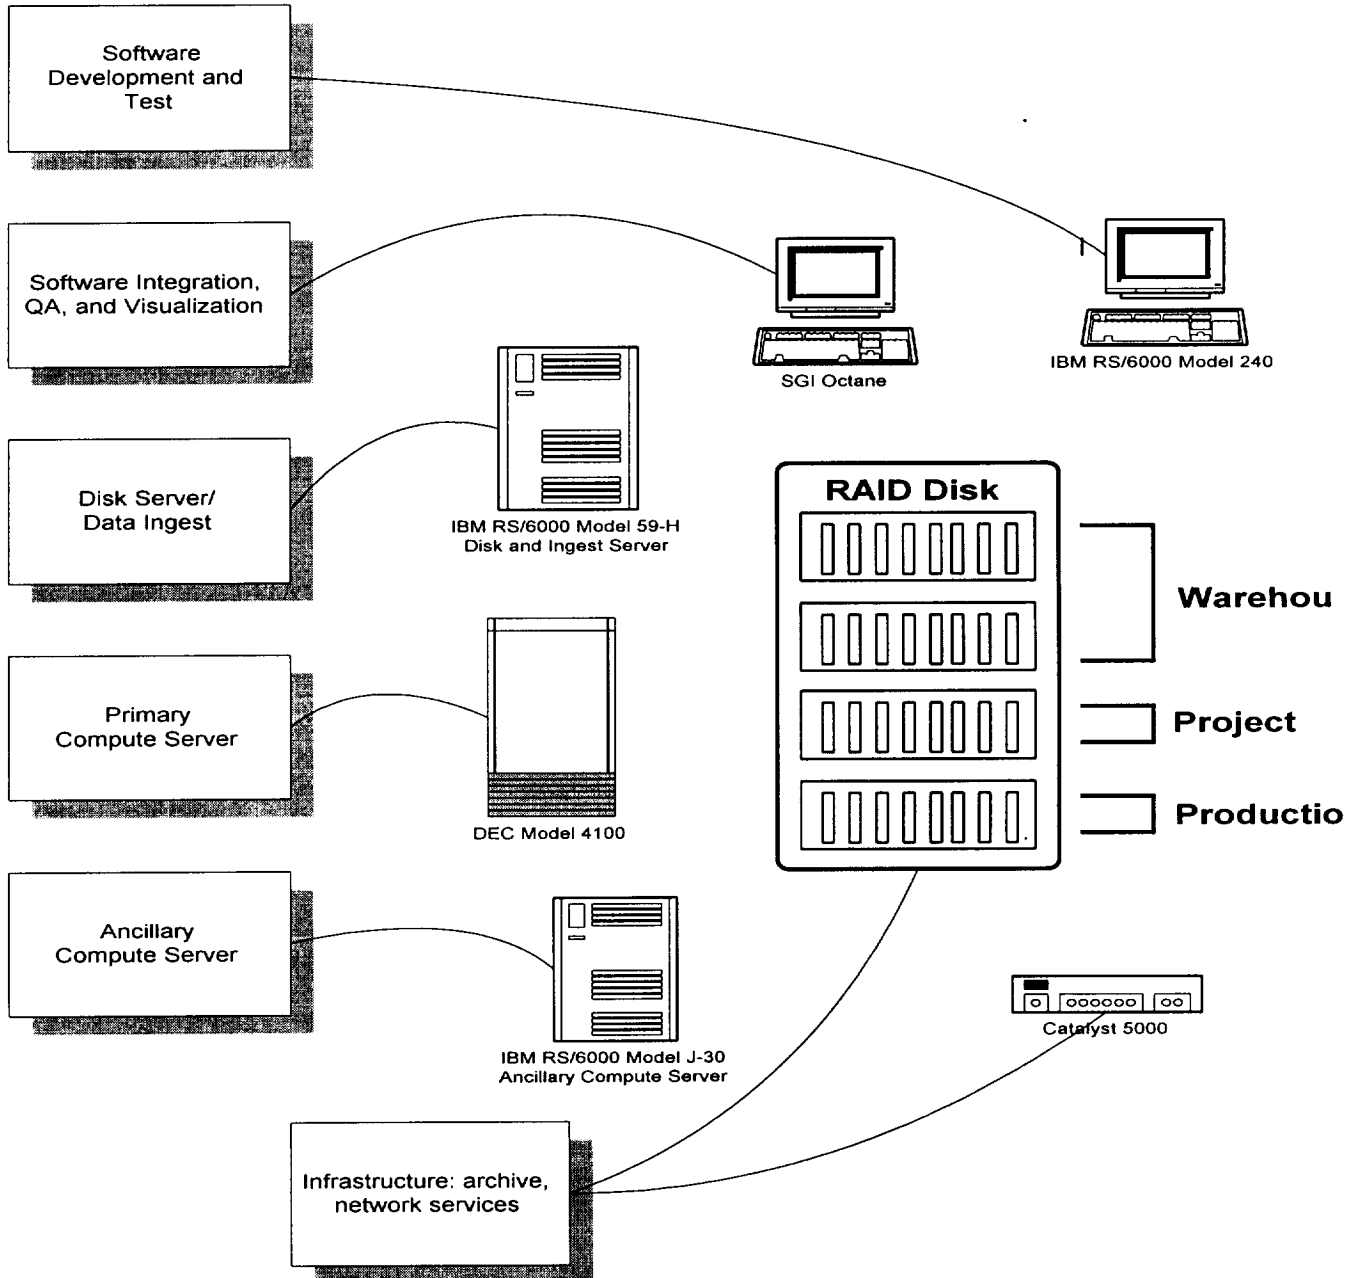 Software
Development and
Test
Software Integration,
QA, and Visualization
SGI Octane
IBM RS/6000 Model 240
Disk Server/
Data Ingest
IBM RS/6000 Model 59-H
Disk and Ingest Server
RAID Disk
Warehou
Project
Productio
Primary
Compute Server
DEC Model 4100
Ancillary
Compute Server
IBM RS/6000 Model J-30
Ancillary Compute Server
Catalyst 5000
Infrastructure: archive,
network services